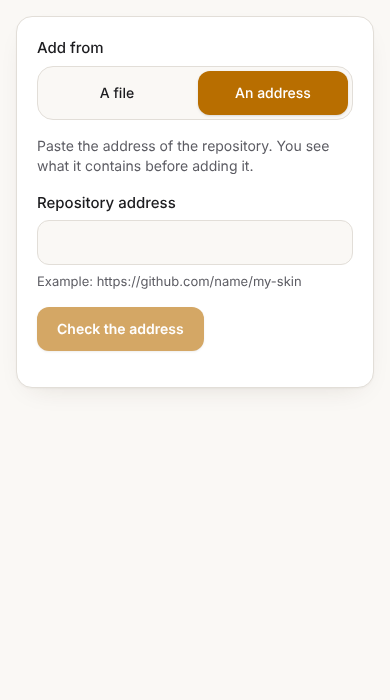 Add from
A file
An address
Paste the address of the repository. You see
what it contains before adding it.
Repository address
Example: https://github.com/name/my-skin
Check the address